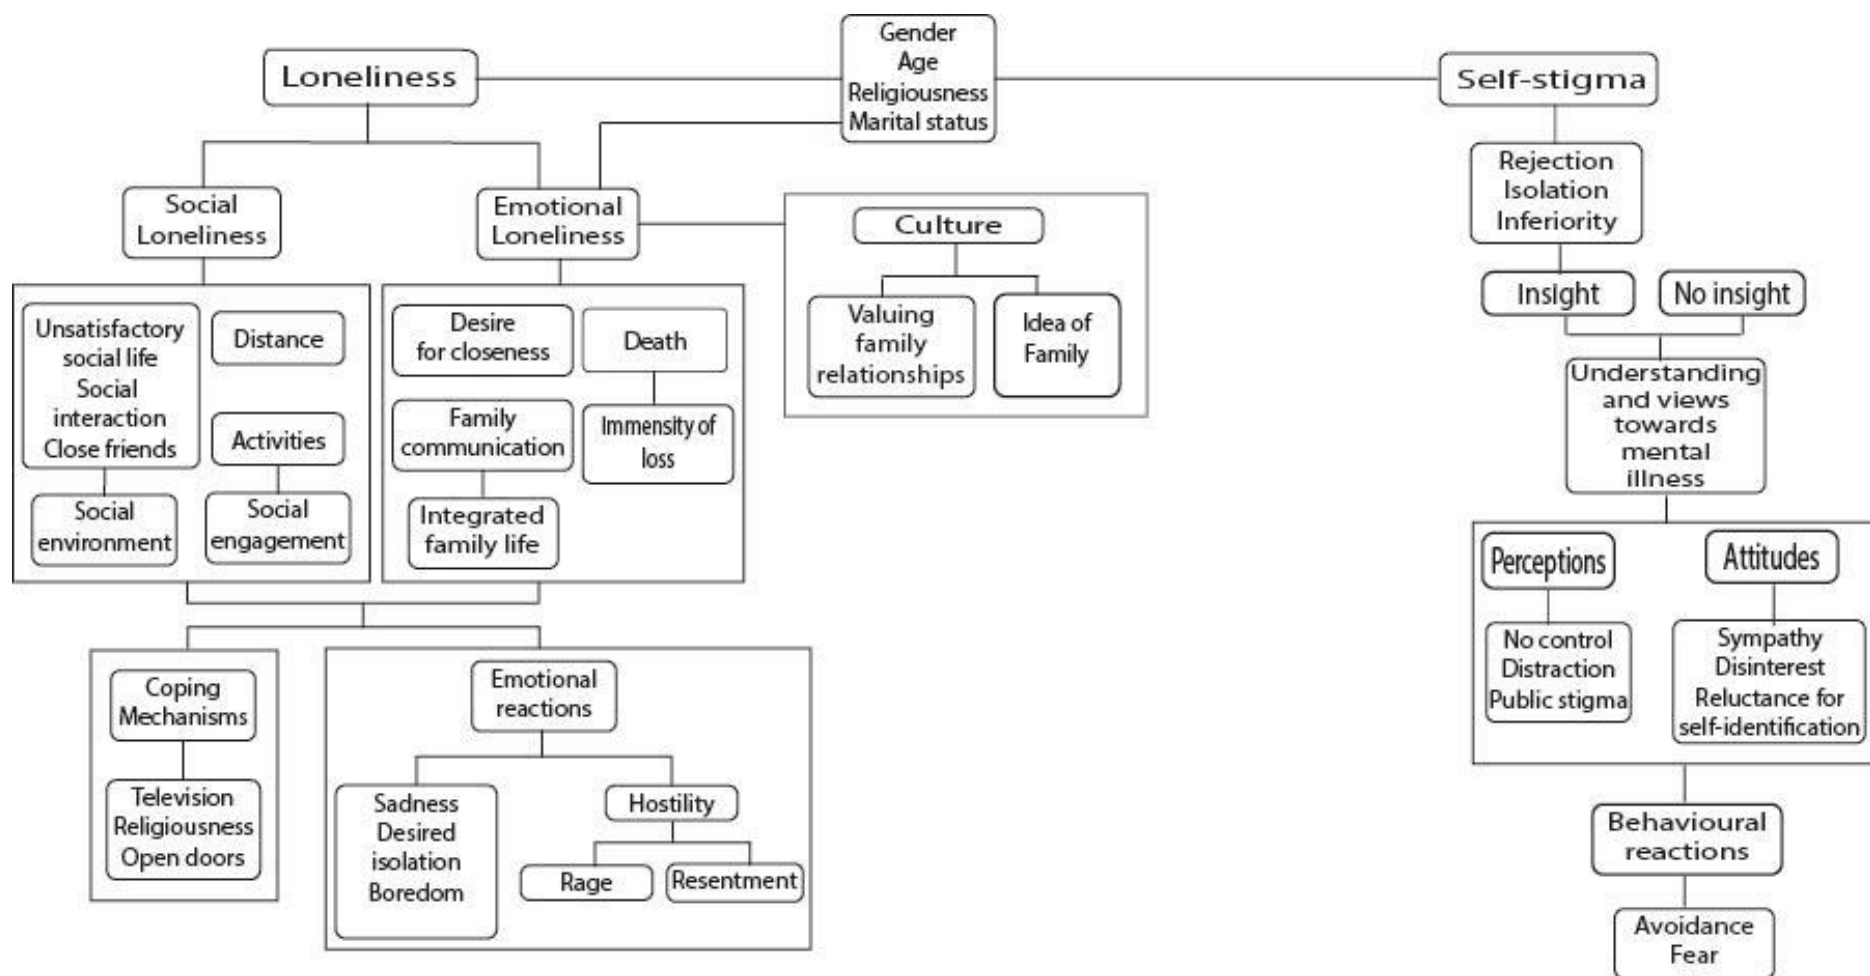 Gender
Age
Religiousness
Marital status
Loneliness
Self-stigma
Social
Loneliness
Emotional
Loneliness
Culture
Valuing
family
relationships
Idea of
Family
Rejection
Isolation
Inferiority
Insight
No insight
Understanding
and views
towards
mental
illness
Unsatisfactory
social life
Social
interaction
Close friends
Distance
Activities
Social
environment
Social
engagement
Desire
for closeness
Death
Family
communication
Immensity of
loss
Integrated
family life
Perceptions
Attitudes
No control
Distraction
Public stigma
Sympathy
Disinterest
Reluctance for
self-identification
Coping
Mechanisms
Television
Religiousness
Open doors
Emotional
reactions
Sadness
Desired
isolation
Boredom
Hostility
Rage
Resentment
Behavioural
reactions
Avoidance
Fear